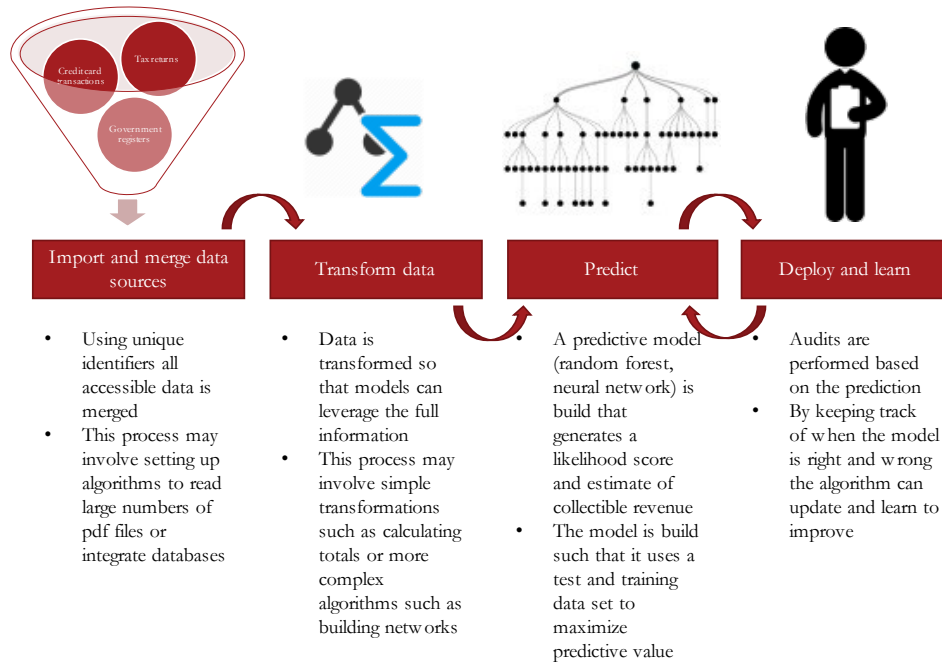 Credit card
transactions
Tax returns
Government
registers
Import and merge data
sources
Transform data
Predict
Deploy and learn
• Using unique
identifiers all
accessible data is
merged
• This process may
involve setting up
algorithms to read
large numbers of
pdf files or
integrate databases
• Data is
transformed so
that models can
leverage the full
information
• This process may
involve simple
transformations
such as calculating
totals or more
complex
algorithms such as
building networks
• A predictive model
(random forest,
neural network) is
build that
generates a
likelihood score
and estimate of
collectible revenue
• The model is build
such that it uses a
test and training
data set to
maximize
predictive value
• Audits are
performed based
on the prediction
• By keeping track
of when the model
is right and wrong
the algorithm can
update and learn to
improve